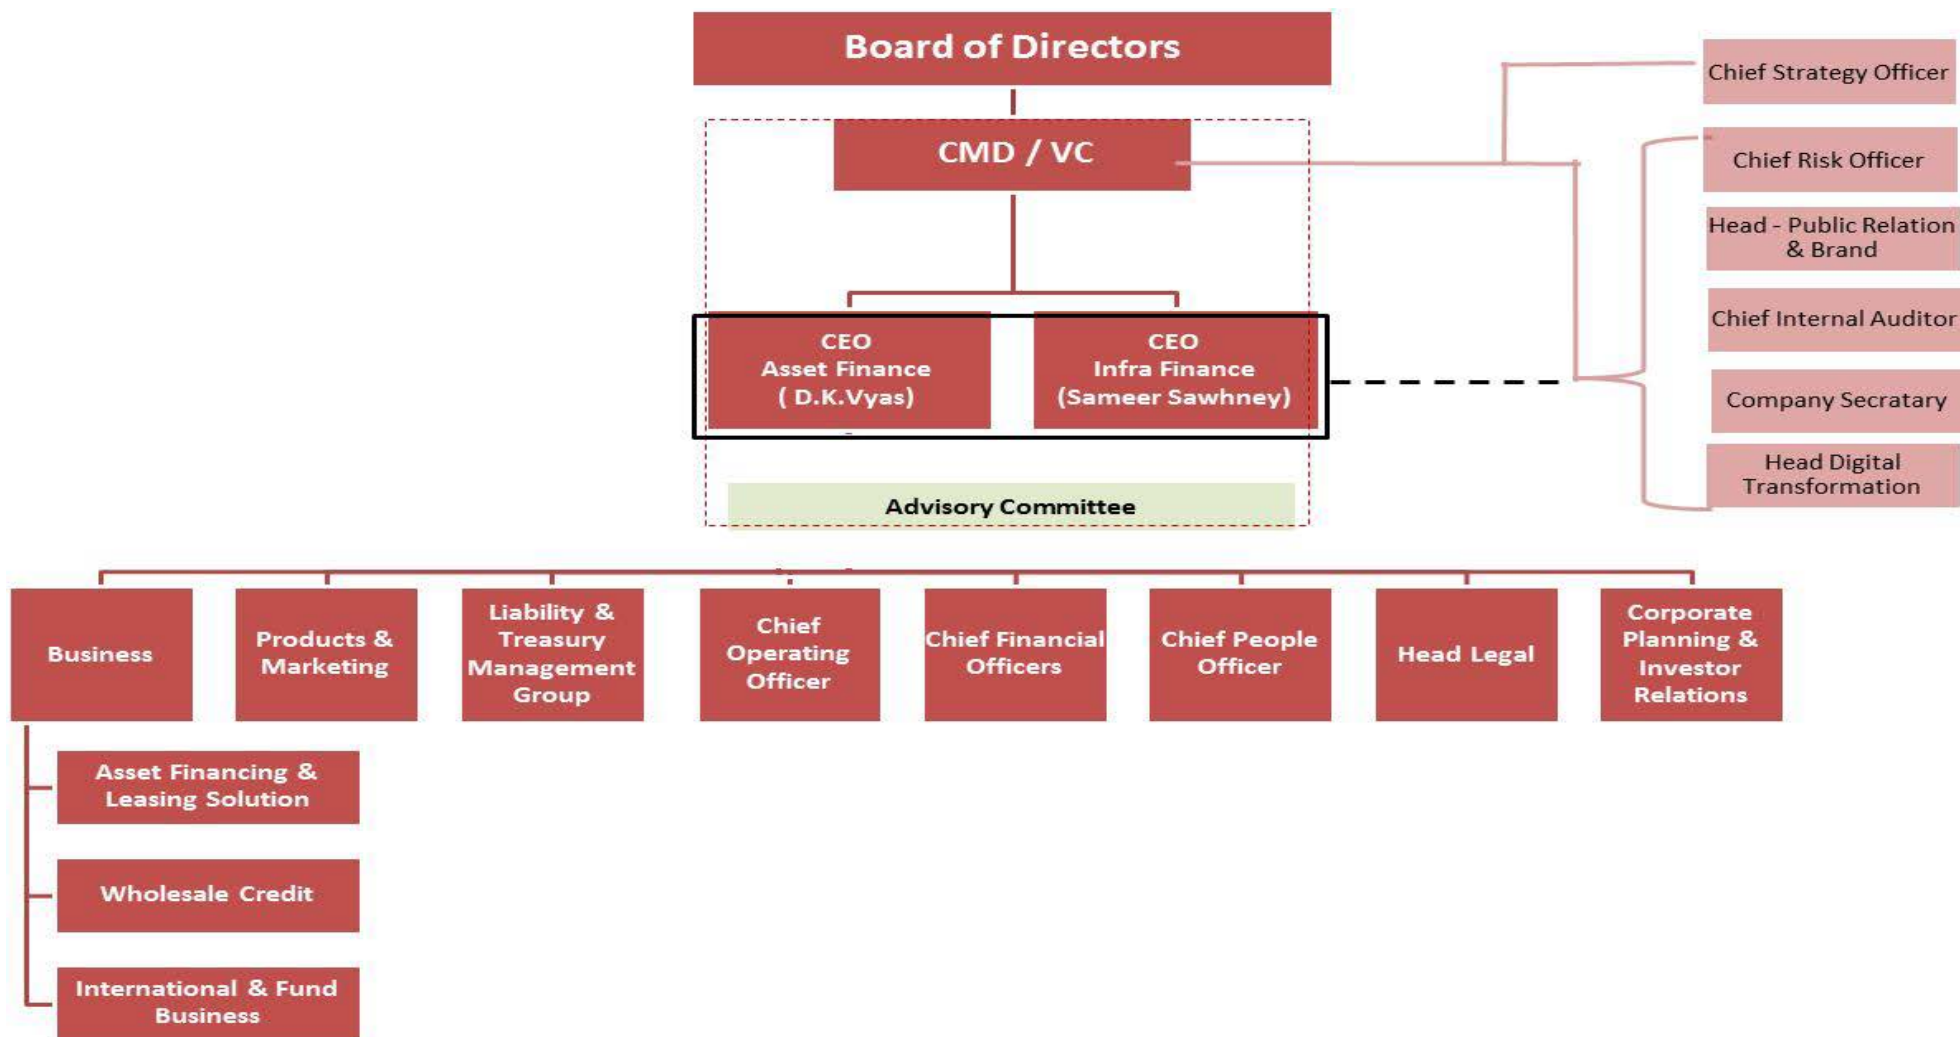 Board of Directors
CMD / VC
CEO
Asset Finance
( D.K.Vyas)
CEO
Infra Finance
(Sameer Sawhney)
Advisory Committee
Chief Strategy Officer
Chief Risk Officer
Head - Public Relation
& Brand
Chief Internal Auditor
Company Secratary
Head Digital
Transformation
Business
Products &
Marketing
Liability &
Treasury
Management
Group
Chief
Operating
Officer
Chief Financial
Officers
Chief People
Officer
Head Legal
Corporate
Planning &
Investor
Relations
Asset Financing &
Leasing Solution
Wholesale Credit
International & Fund
Business